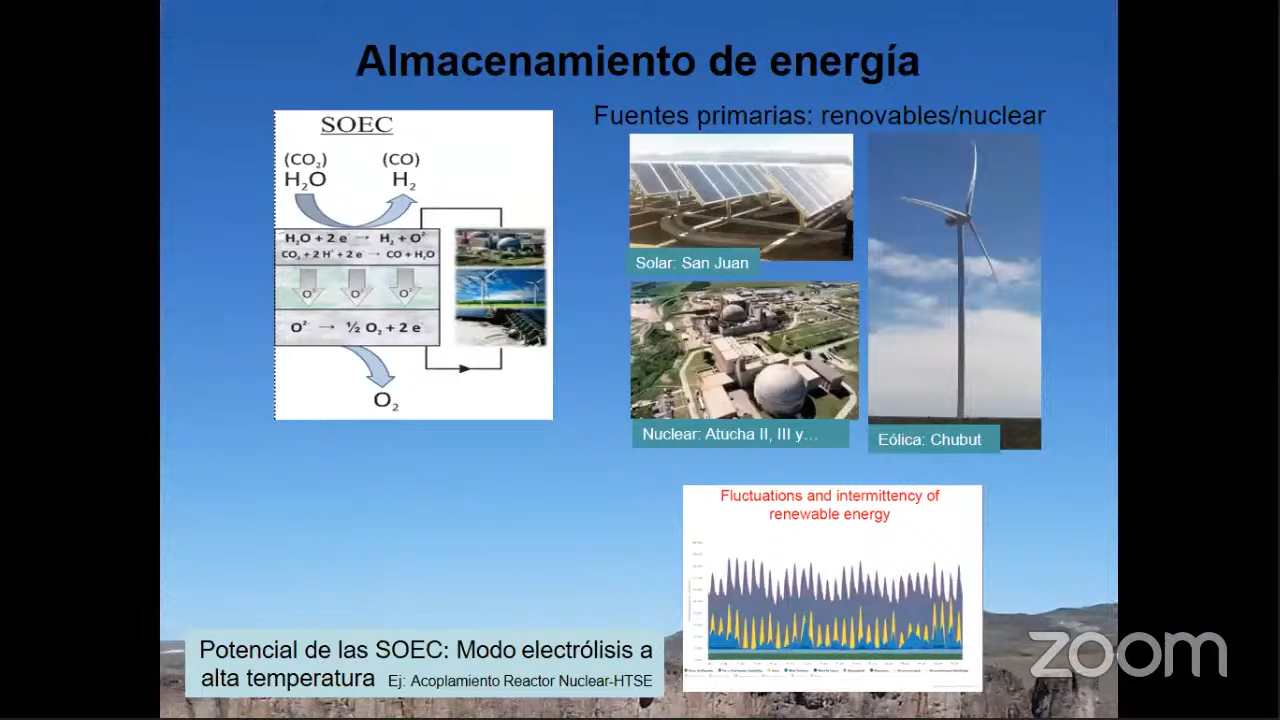 Almacenamiento de energía
SOEC
(CO₂) (CO)
H₂O H₂
H₂O + 2 e⁻ → H₂ + O²⁻
CO₂ + 2 H⁺ + 2 e⁻ → CO + H₂O
O²⁻ O²⁻ O²⁻
O²⁻ → ½ O₂ + 2 e⁻
O₂
Fuentes primarias: renovables/nuclear
Solar: San Juan
Nuclear: Atucha II, III y…
Eólica: Chubut
Fluctuations and intermittency of
renewable energy
Potencial de las SOEC: Modo electrólisis a
alta temperatura Ej: Acoplamiento Reactor Nuclear-HTSE
zoom